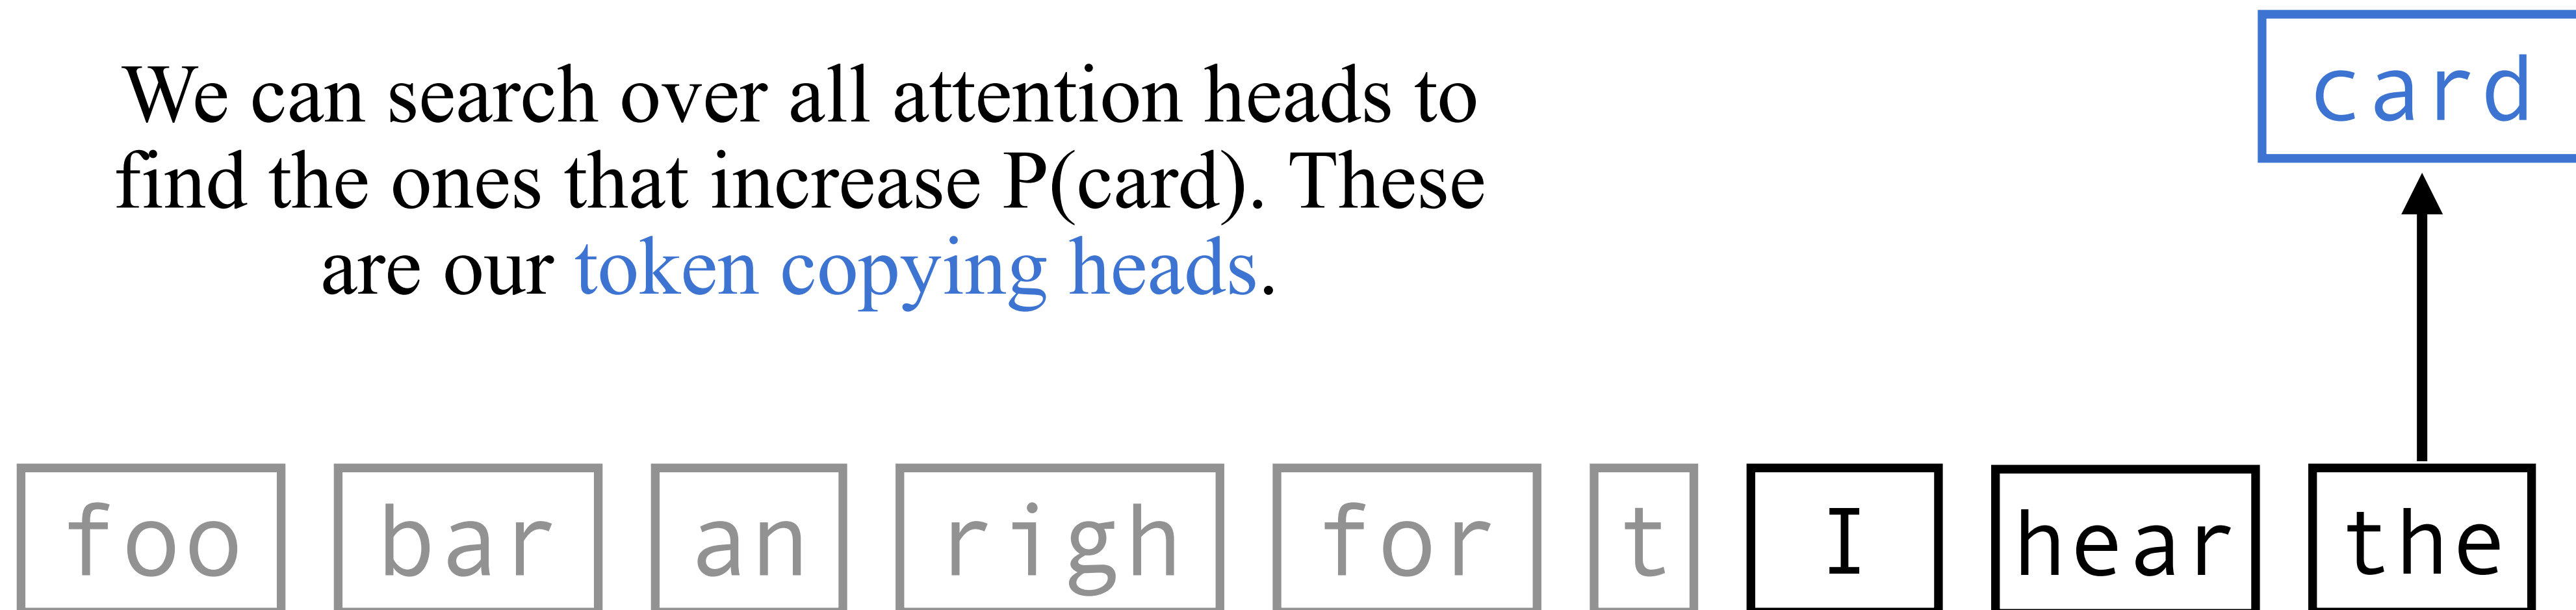 We can search over all attention heads to
find the ones that increase P(card). These
are our token copying heads.
card
foo bar an righ for t I hear the